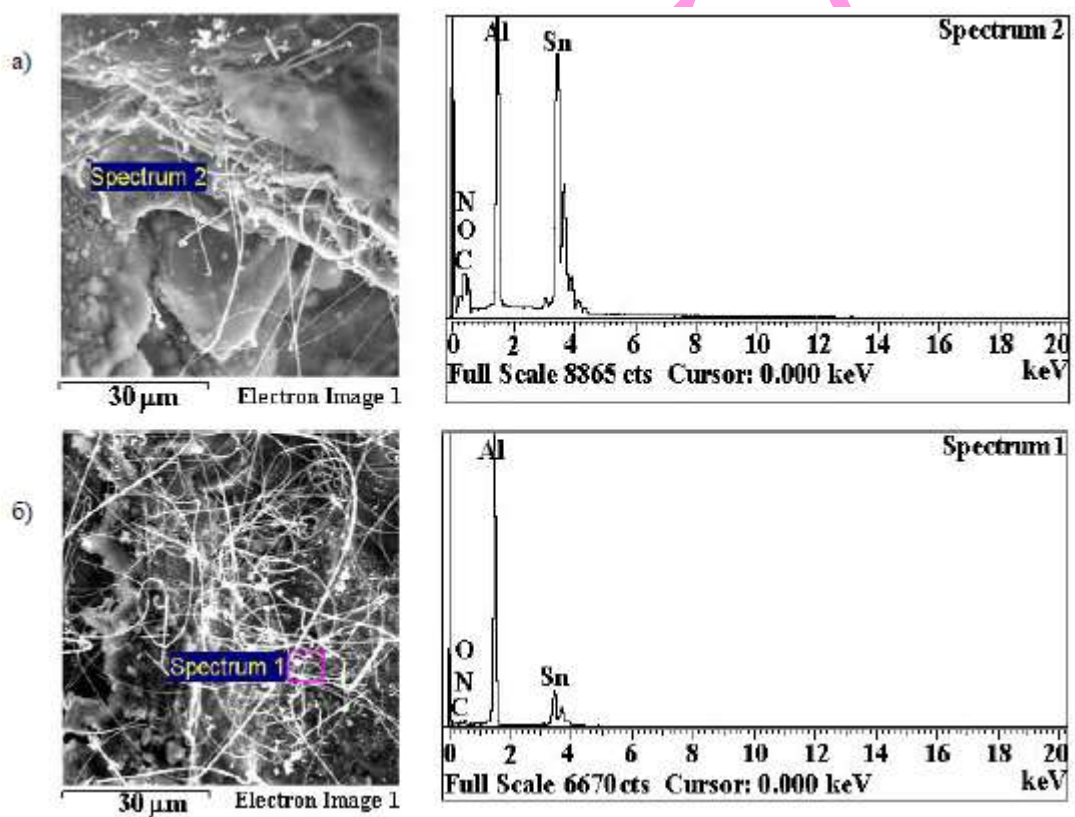 а)
Spectrum 2
30 µm Electron Image 1
Al Sn Spectrum 2
N
O
C
0 2 4 6 8 10 12 14 16 18 20
Full Scale 8865 cts Cursor: 0.000 keV keV
б)
Spectrum 1
30 µm Electron Image 1
Al Spectrum 1
O
N Sn
C
0 2 4 6 8 10 12 14 16 18 20
Full Scale 6670 cts Cursor: 0.000 keV keV